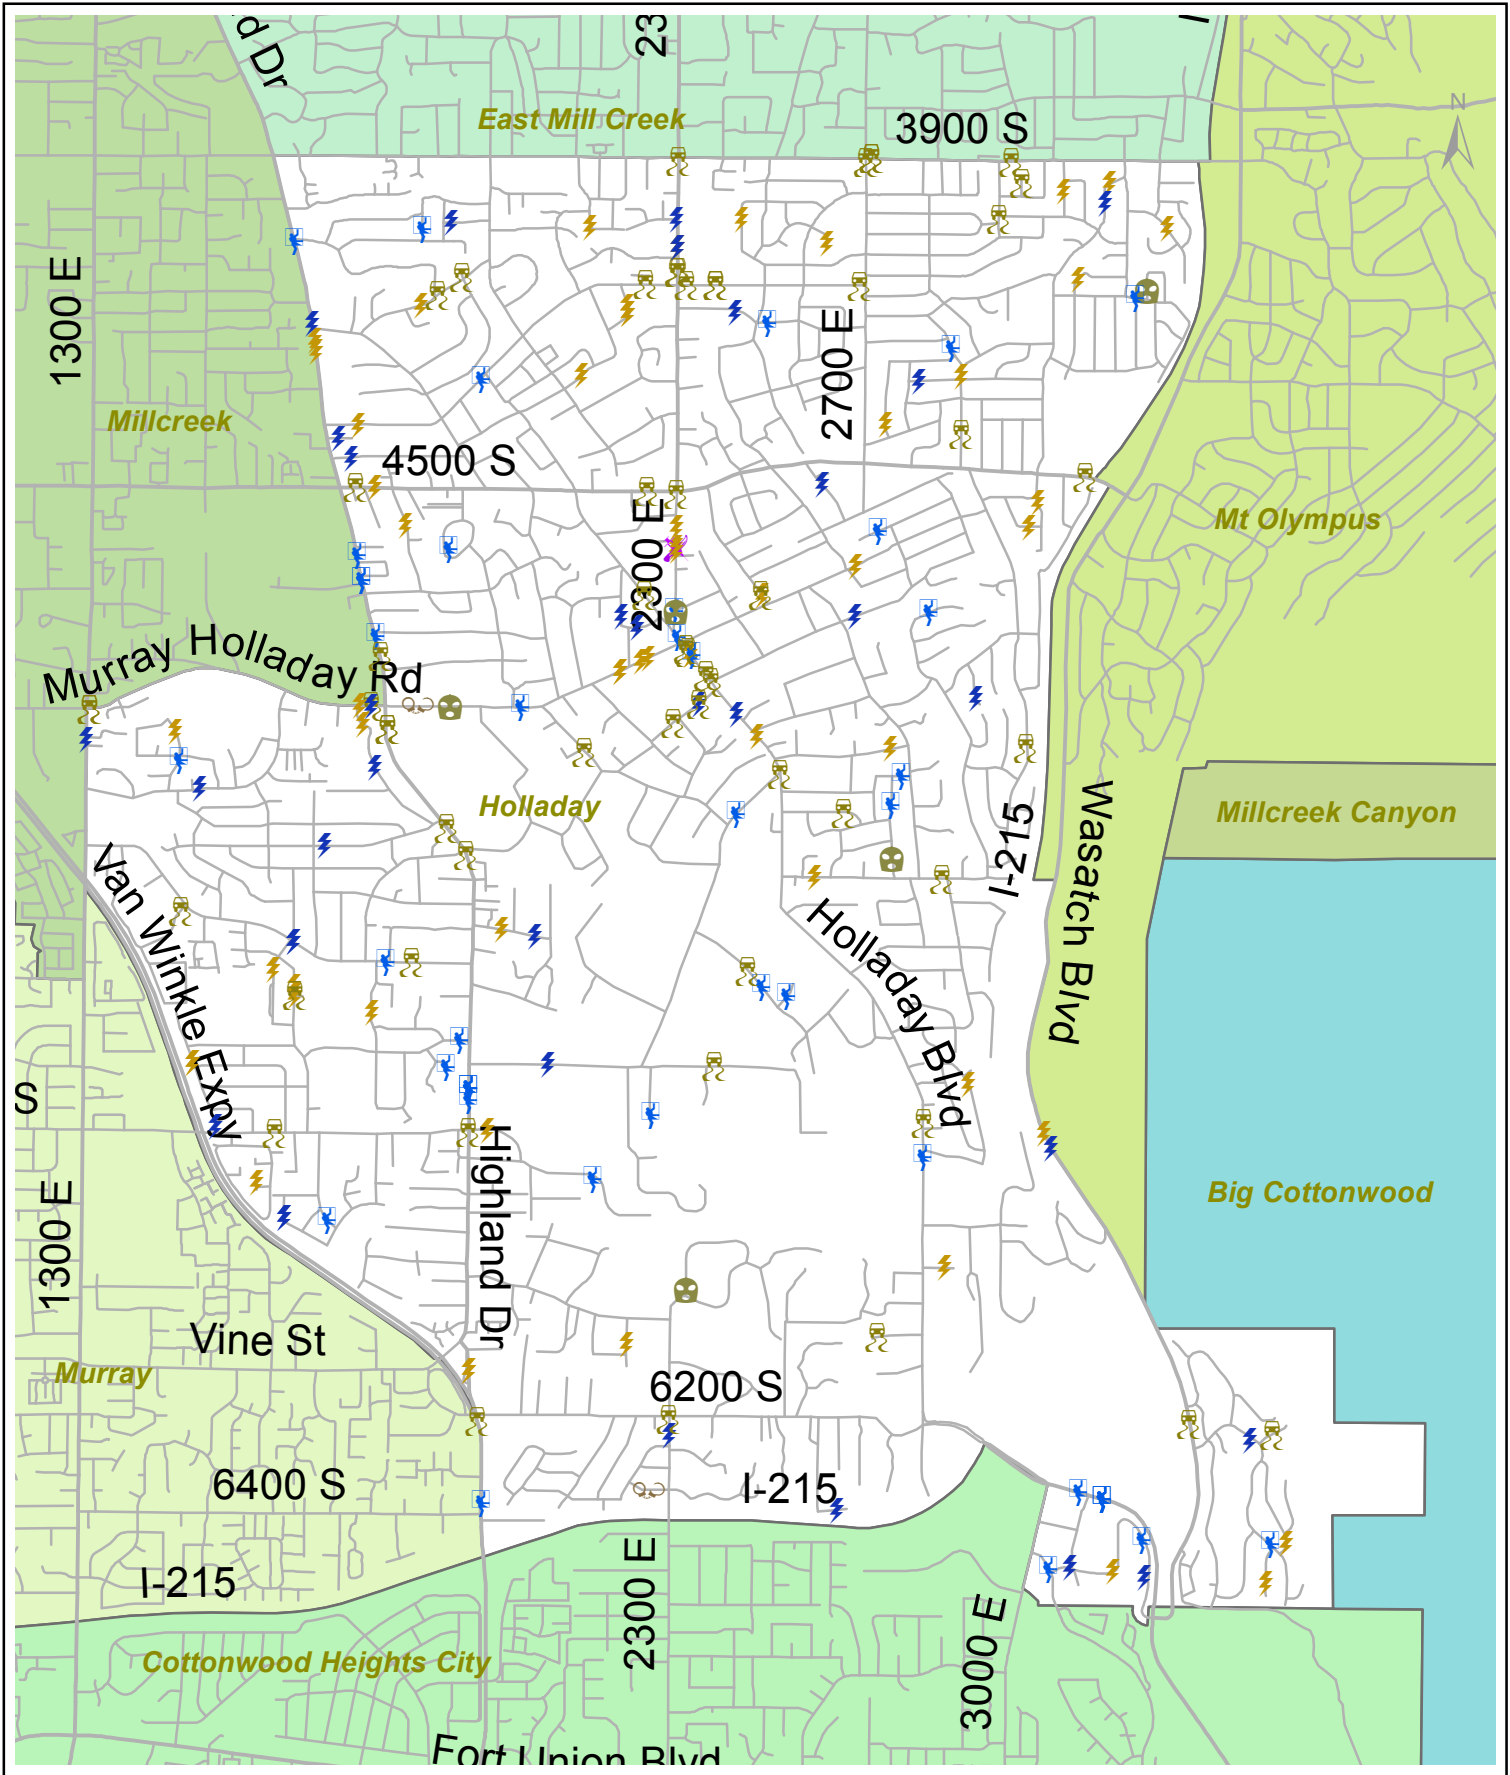 d Dr
23
East Mill Creek
3900 S
N
1300 E
2700 E
Millcreek
4500 S
Mt Olympus
2300 E
Murray Holladay Rd
Holladay
Millcreek Canyon
I-215
Wasatch Blvd
Van Winkle Expy
Holladay Blvd
S
Highland Dr
1300 E
Big Cottonwood
Vine St
Murray
6200 S
6400 S
I-215
I-215
2300 E
3000 E
Cottonwood Heights City
Fort Union Blvd